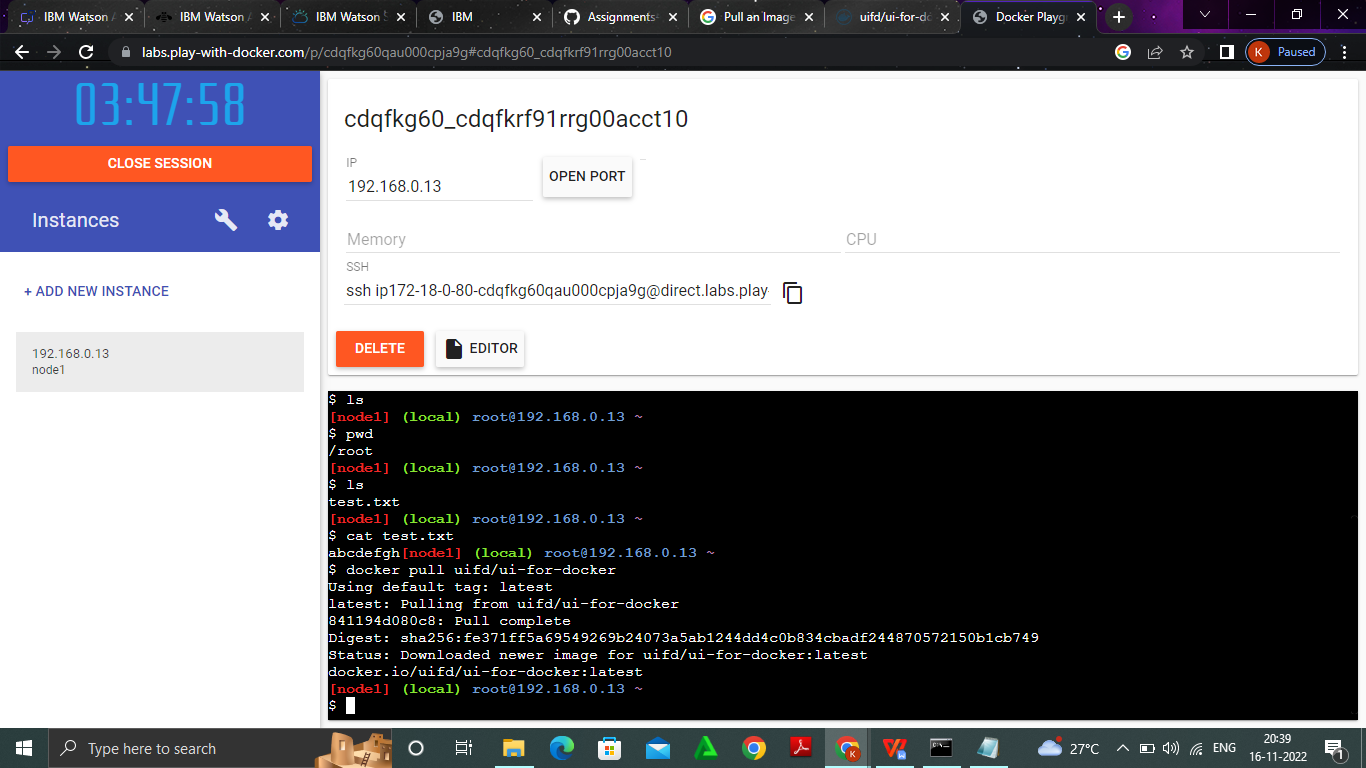 IBM Watson A
IBM Watson A
IBM Watson S
IBM
Assignments-
Pull an Image
uifd/ui-for-do
Docker Playgr
labs.play-with-docker.com/p/cdqfkg60qau000cpja9g#cdqfkg60_cdqfkrf91rrg00acct10
K Paused
03:47:58
CLOSE SESSION
Instances
+ ADD NEW INSTANCE
192.168.0.13
node1
cdqfkg60_cdqfkrf91rrg00acct10
IP
192.168.0.13
OPEN PORT
Memory
CPU
SSH
ssh ip172-18-0-80-cdqfkg60qau000cpja9g@direct.labs.play
DELETE
EDITOR
$ ls
[node1] (local) root@192.168.0.13 ~
$ pwd
/root
[node1] (local) root@192.168.0.13 ~
$ ls
test.txt
[node1] (local) root@192.168.0.13 ~
$ cat test.txt
abcdefgh[node1] (local) root@192.168.0.13 ~
$ docker pull uifd/ui-for-docker
Using default tag: latest
latest: Pulling from uifd/ui-for-docker
841194d080c8: Pull complete
Digest: sha256:fe371ff5a69549269b24073a5ab1244dd4c0b834cbadf244870572150b1cb749
Status: Downloaded newer image for uifd/ui-for-docker:latest
docker.io/uifd/ui-for-docker:latest
[node1] (local) root@192.168.0.13 ~
$
Type here to search
27°C
ENG
20:39
16-11-2022
1